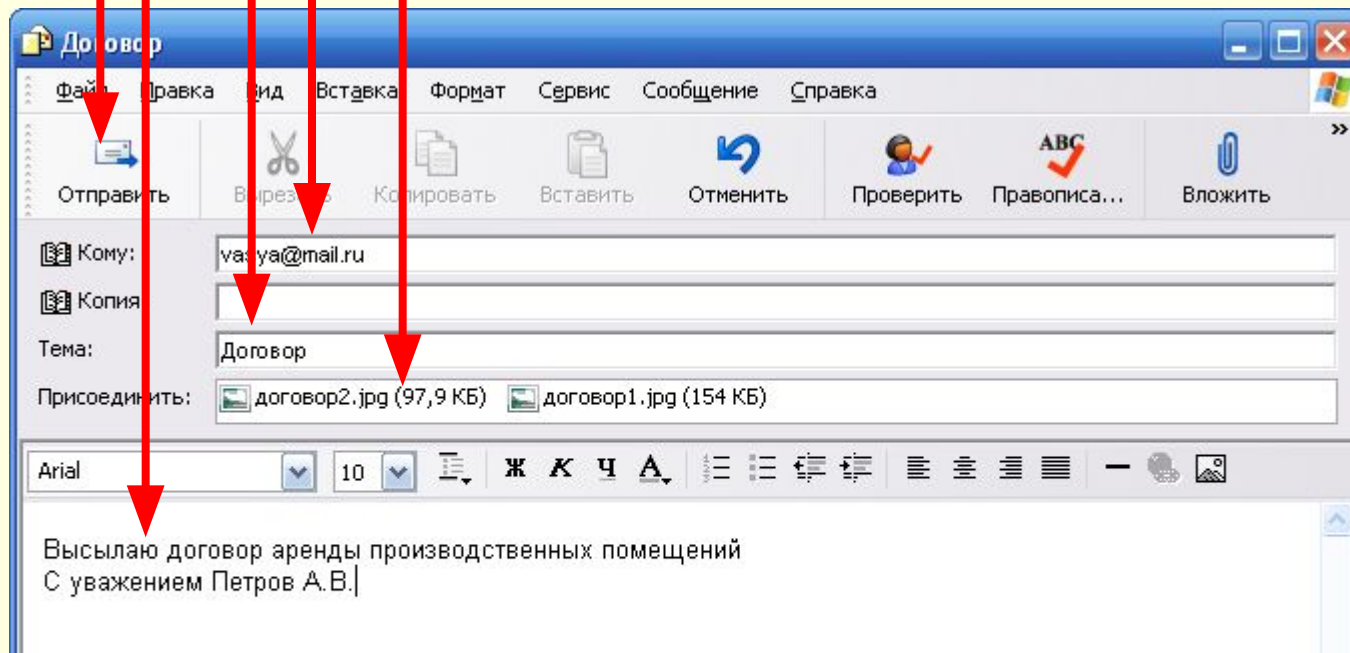 Договор
Файл Правка Вид Вставка Формат Сервис Сообщение Справка
Отправить Вырезать Копировать Вставить Отменить Проверить ABC Правописа... Вложить »
Кому: vasya@mail.ru
Копия:
Тема: Договор
Присоединить: договор2.jpg (97,9 КБ) договор1.jpg (154 КБ)
Arial 10 Ж К Ч А
Высылаю договор аренды производственных помещений
С уважением Петров А.В.